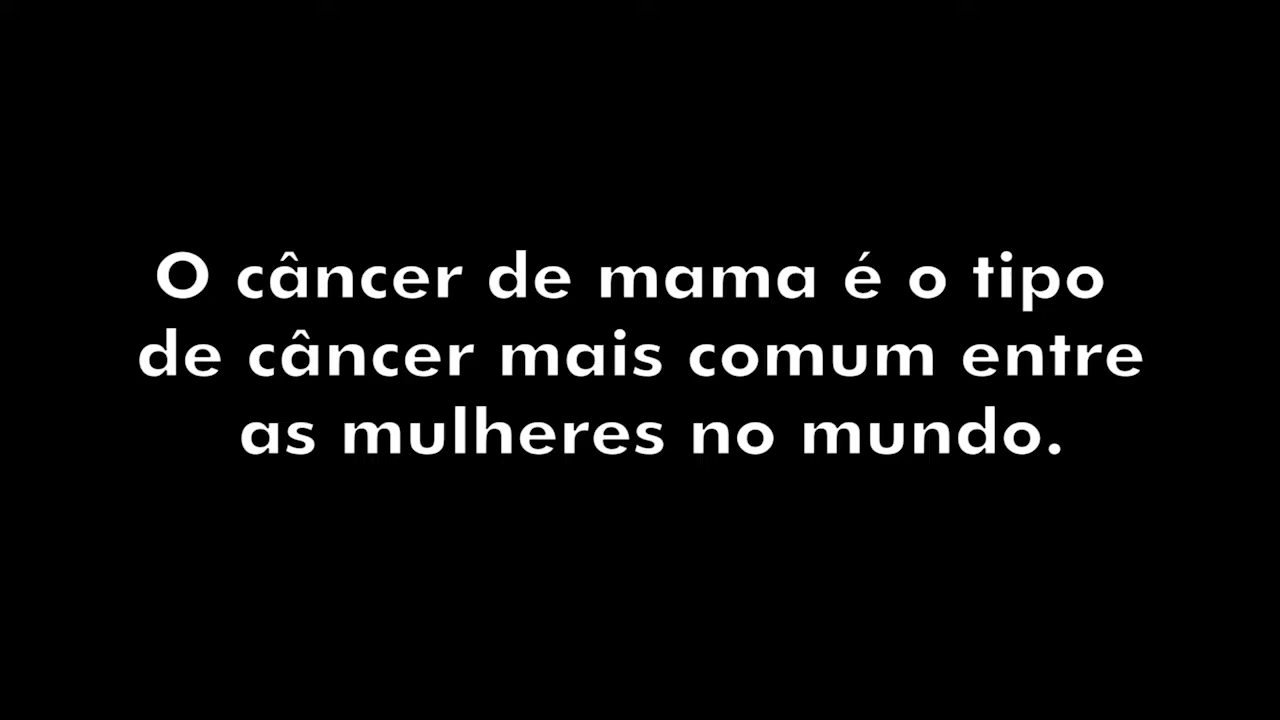 O câncer de mama é o tipo
de câncer mais comum entre
as mulheres no mundo.